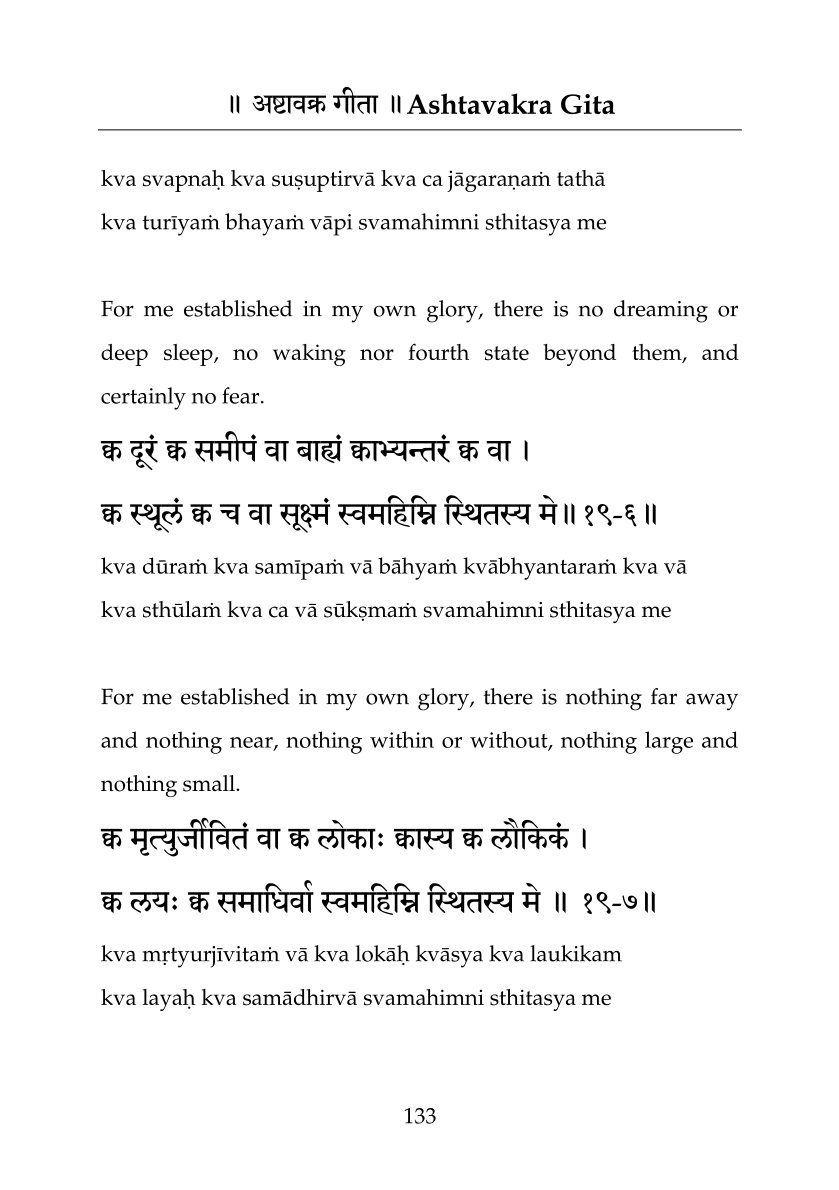 ॥ अष्टावक्र गीता ॥ Ashtavakra Gita
kva svapnaḥ kva suṣuptirvā kva ca jāgaraṇaṁ tathā
kva turīyaṁ bhayaṁ vāpi svamahimni sthitasya me
For me established in my own glory, there is no dreaming or
deep sleep, no waking nor fourth state beyond them, and
certainly no fear.
क्व दूरं क्व समीपं वा बाह्यं क्वाभ्यन्तरं क्व वा ।
क्व स्थूलं क्व च वा सूक्ष्मं स्वमहिम्नि स्थितस्य मे॥ १९-६॥
kva dūraṁ kva samīpaṁ vā bāhyaṁ kvābhyantaraṁ kva vā
kva sthūlaṁ kva ca vā sūkṣmaṁ svamahimni sthitasya me
For me established in my own glory, there is nothing far away
and nothing near, nothing within or without, nothing large and
nothing small.
क्व मृत्युर्जीवितं वा क्व लोकाः क्वास्य क्व लौकिकं ।
क्व लयः क्व समाधिर्वा स्वमहिम्नि स्थितस्य मे ॥ १९-७॥
kva mṛtyurjīvitaṁ vā kva lokāḥ kvāsya kva laukikam
kva layaḥ kva samādhirvā svamahimni sthitasya me
133